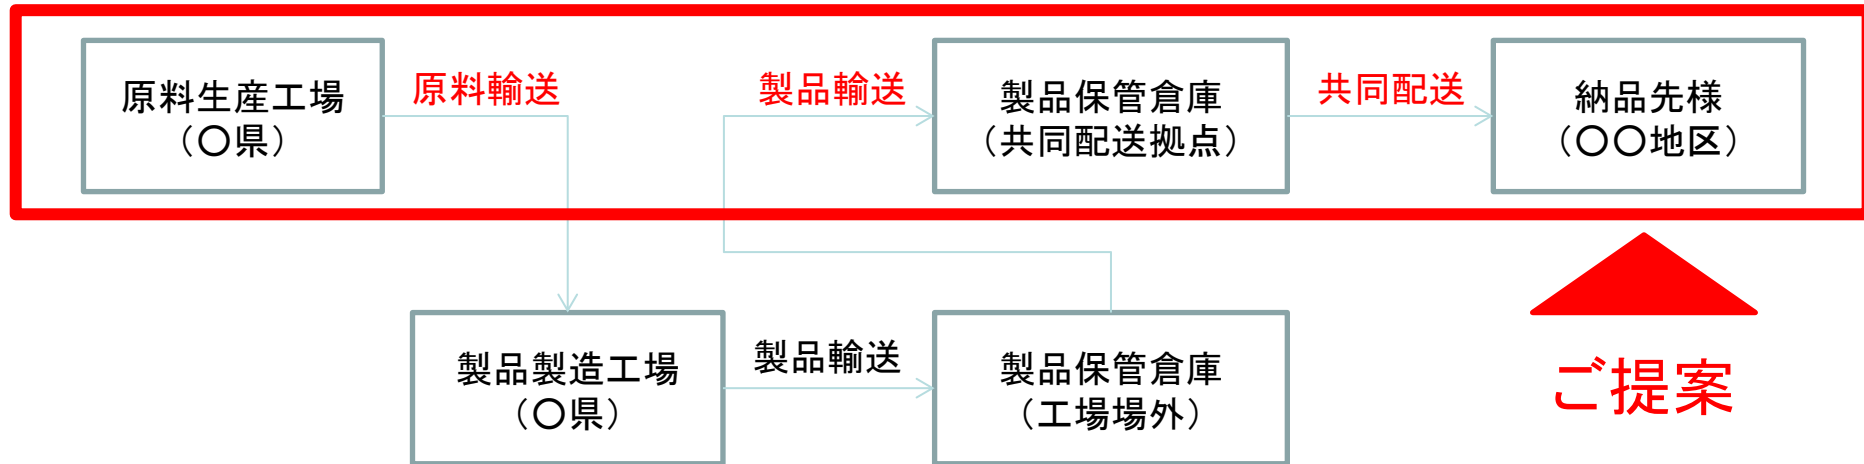 原料生産工場
（〇県）
原料輸送
製品輸送
製品保管倉庫
（共同配送拠点）
共同配送
納品先様
（〇〇地区）
製品製造工場
（〇県）
製品輸送
製品保管倉庫
（工場場外）
ご提案